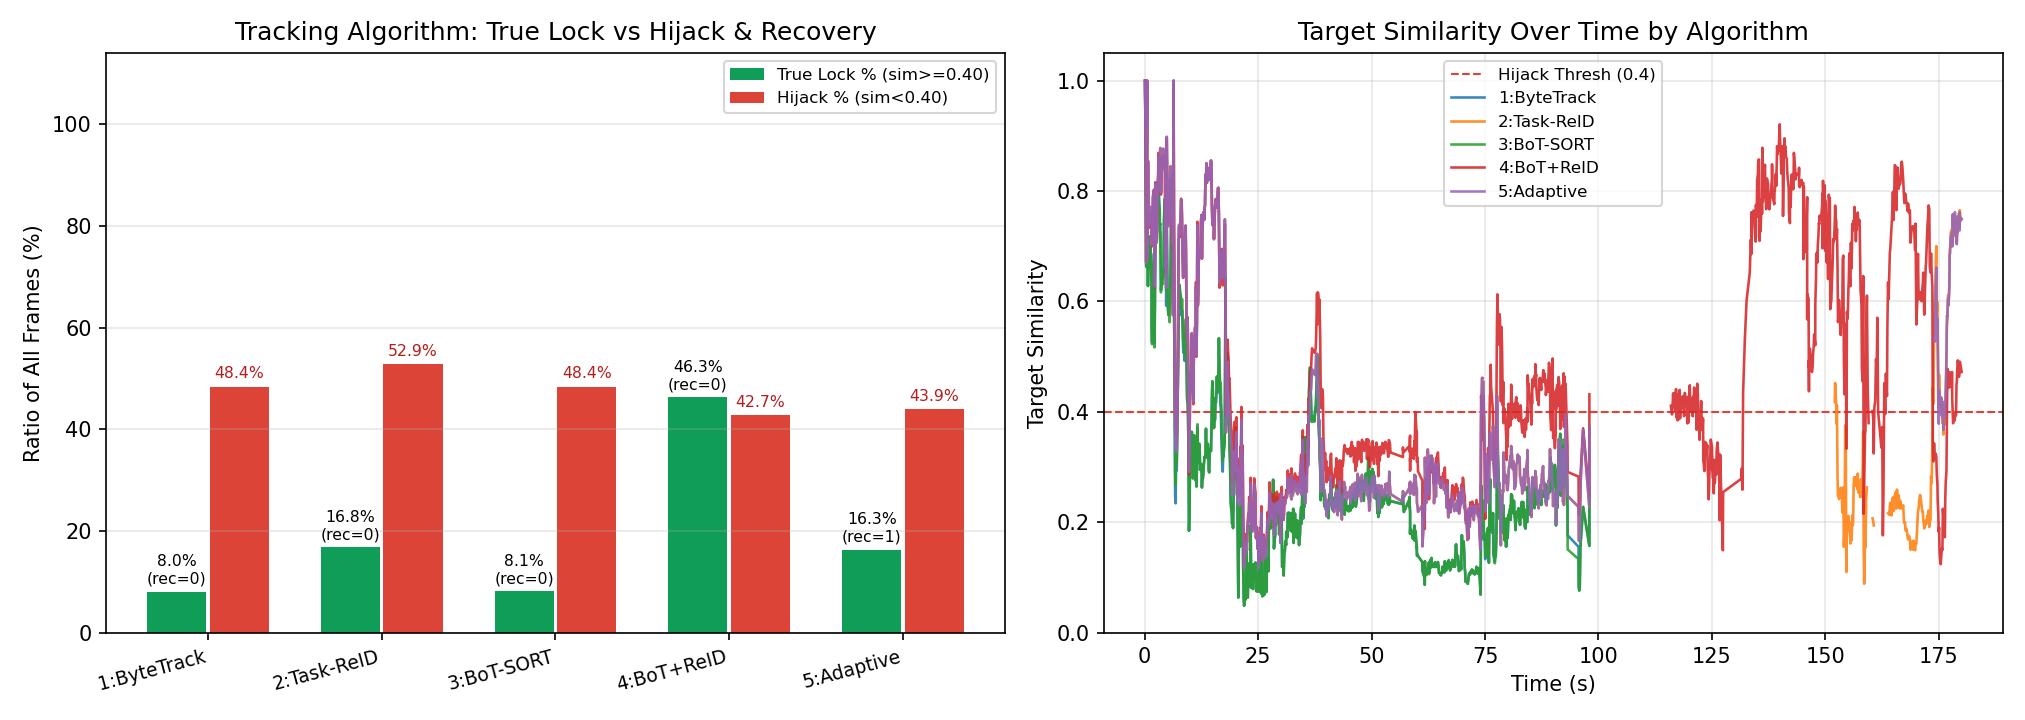 Tracking Algorithm: True Lock vs Hijack & Recovery
True Lock % (sim>=0.40)
Hijack % (sim<0.40)
Ratio of All Frames (%)
100
80
60
40
20
0
8.0%
(rec=0)
48.4%
16.8%
(rec=0)
52.9%
8.1%
(rec=0)
48.4%
46.3%
(rec=0)
42.7%
16.3%
(rec=1)
43.9%
1:ByteTrack
2:Task-ReID
3:BoT-SORT
4:BoT+ReID
5:Adaptive
Target Similarity Over Time by Algorithm
Hijack Thresh (0.4)
1:ByteTrack
2:Task-ReID
3:BoT-SORT
4:BoT+ReID
5:Adaptive
Target Similarity
1.0
0.8
0.6
0.4
0.2
0.0
0
25
50
75
100
125
150
175
Time (s)